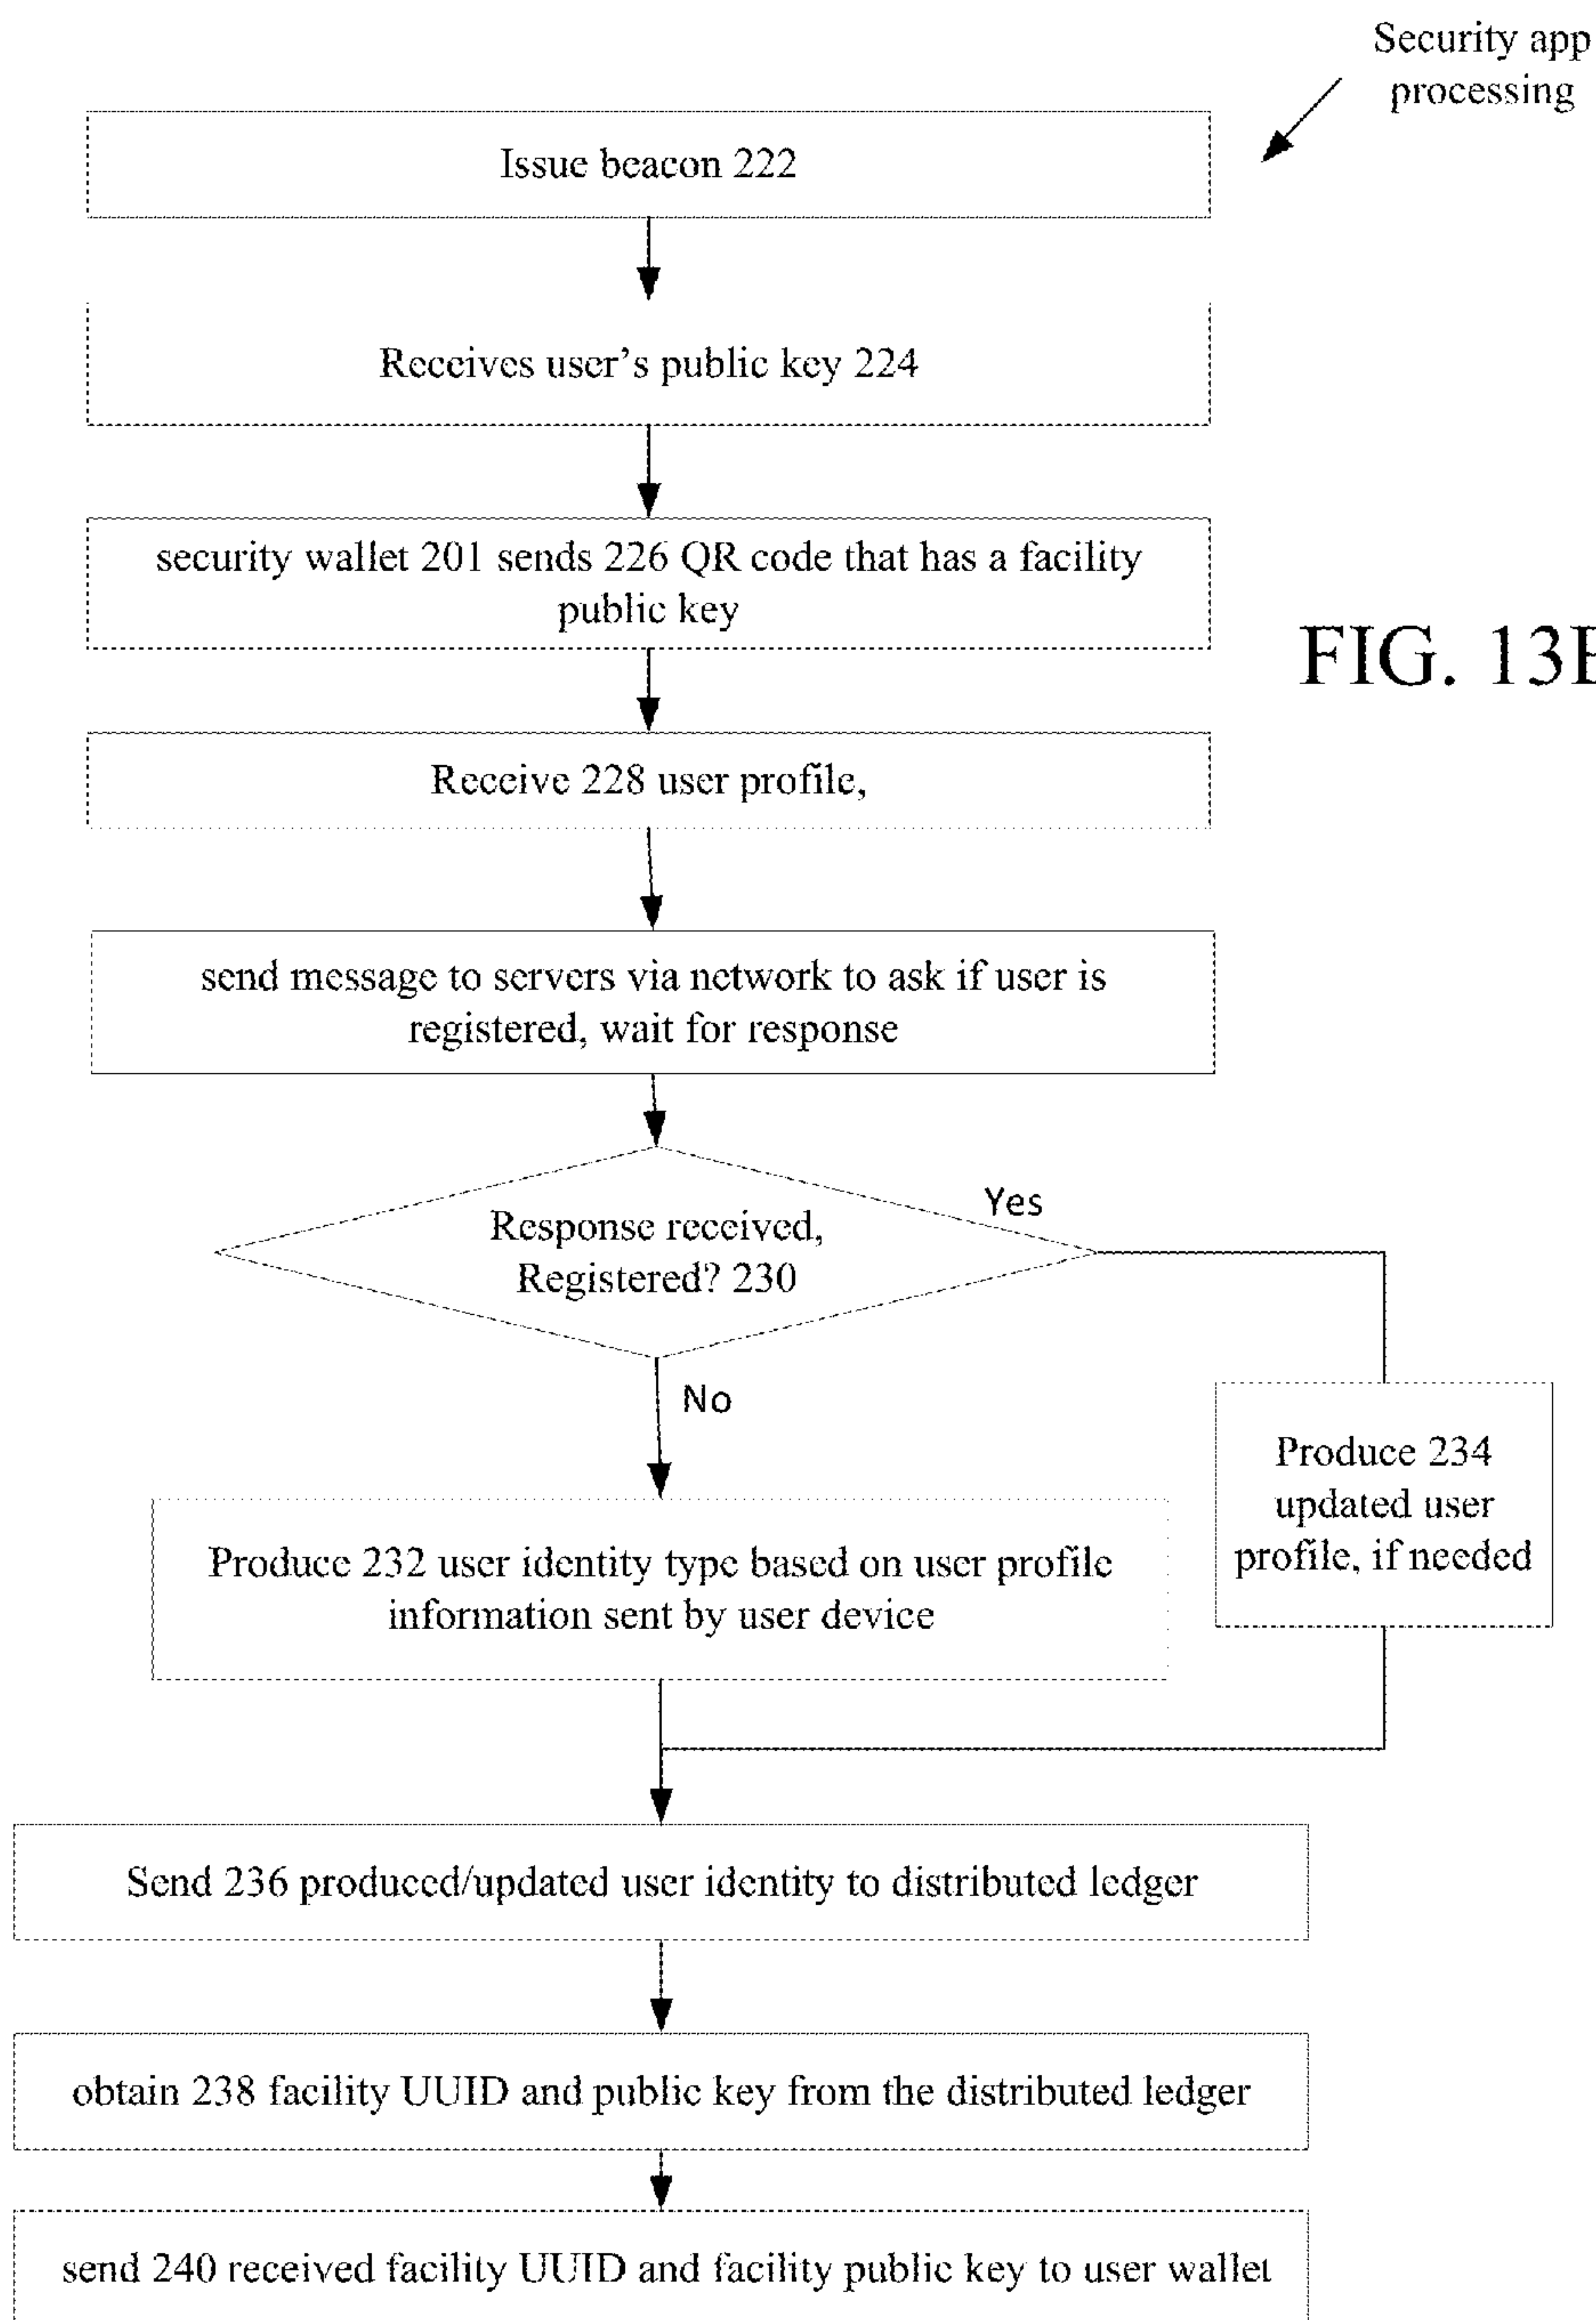 Security app
processing
Issue beacon 222
Receives user's public key 224
security wallet 201 sends 226 QR code that has a facility
public key
FIG. 13B
Receive 228 user profile,
send message to servers via network to ask if user is
registered, wait for response
Yes
Response received,
Registered? 230
No
Produce 234
updated user
profile, if needed
Produce 232 user identity type based on user profile
information sent by user device
Send 236 produced/updated user identity to distributed ledger
obtain 238 facility UUID and public key from the distributed ledger
send 240 received facility UUID and facility public key to user wallet